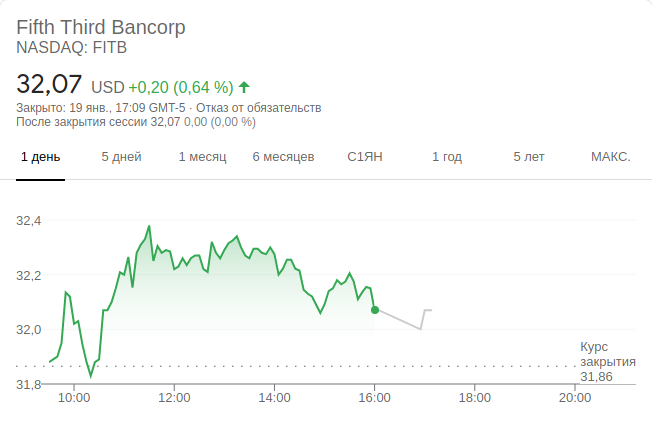 Fifth Third Bancorp
NASDAQ: FITB
32,07 USD +0,20 (0,64 %)
Закрыто: 19 янв., 17:09 GMT-5 · Отказ от обязательств
После закрытия сессии 32,07 0,00 (0,00 %)
1 день 5 дней 1 месяц 6 месяцев С1ЯН 1 год 5 лет МАКС.
32,4
32,2
32,0
Курс
закрытия
31,86
31,8
10:00 12:00 14:00 16:00 18:00 20:00